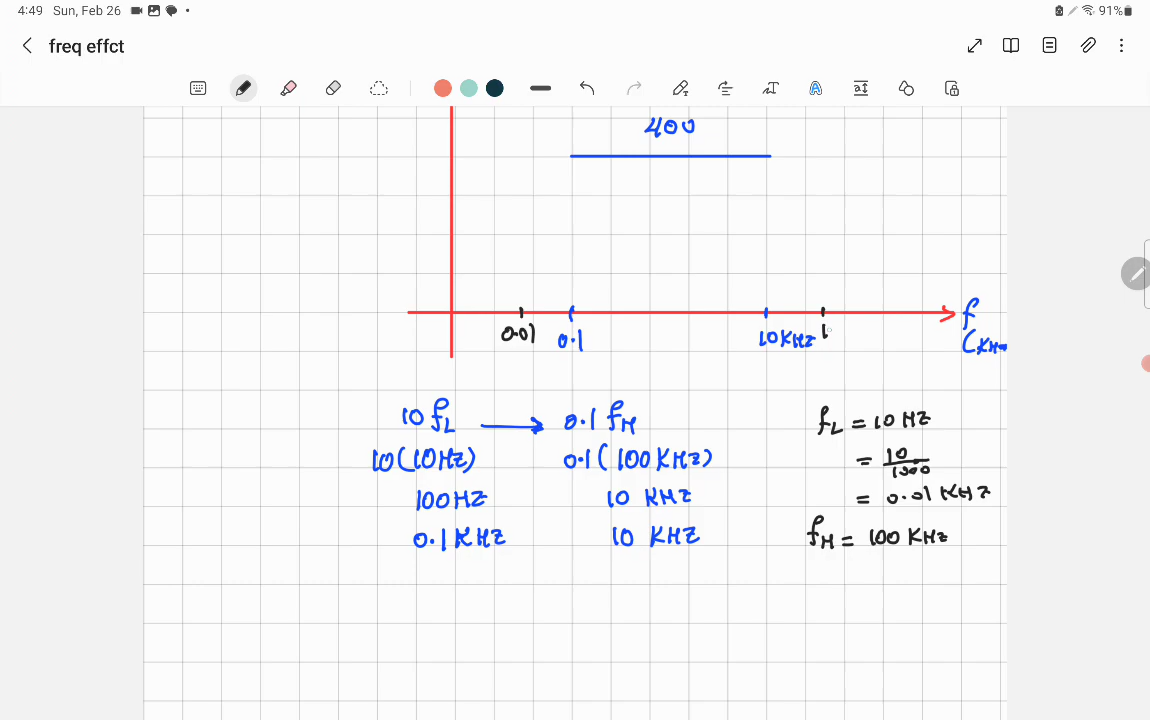 4:49 Sun, Feb 26
91%
freq effct
400
0.01 0.1 10KHz 1
f
(KH
10 fL → 0.1 fH
10(10Hz) 0.1(100KHz)
100HZ 10 KHZ
0.1KHZ 10 KHZ
fL = 10 HZ
= 10/1000
= 0.01 KHZ
fH = 100 KHZ